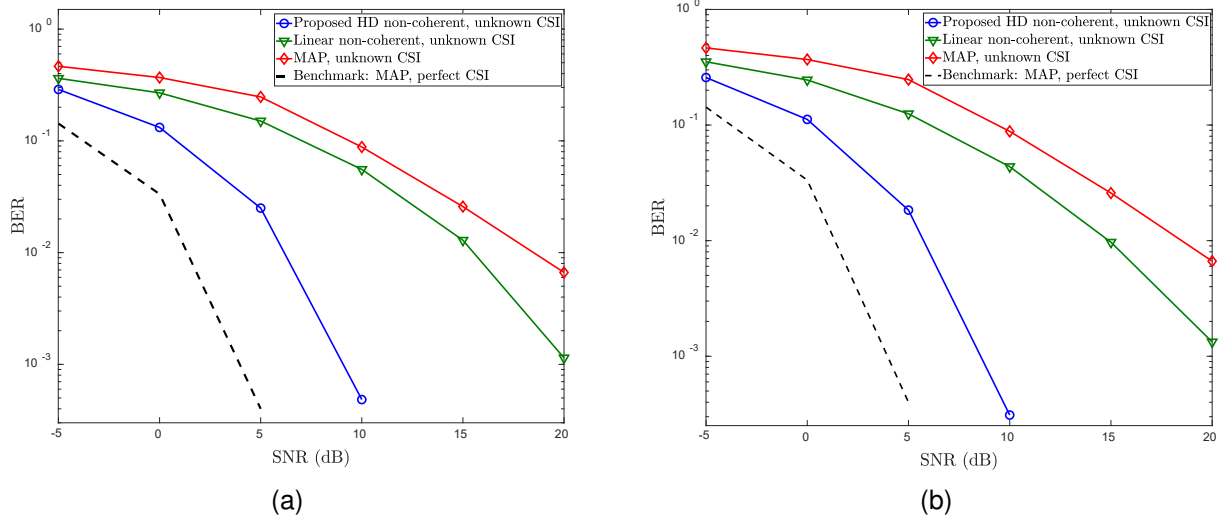 10^0
10^-1
10^-2
10^-3
BER
-5 0 5 10 15 20
SNR (dB)
Proposed HD non-coherent, unknown CSI
Linear non-coherent, unknown CSI
MAP, unknown CSI
Benchmark: MAP, perfect CSI
(a)
10^0
10^-1
10^-2
10^-3
BER
-5 0 5 10 15 20
SNR (dB)
Proposed HD non-coherent, unknown CSI
Linear non-coherent, unknown CSI
MAP, unknown CSI
Benchmark: MAP, perfect CSI
(b)